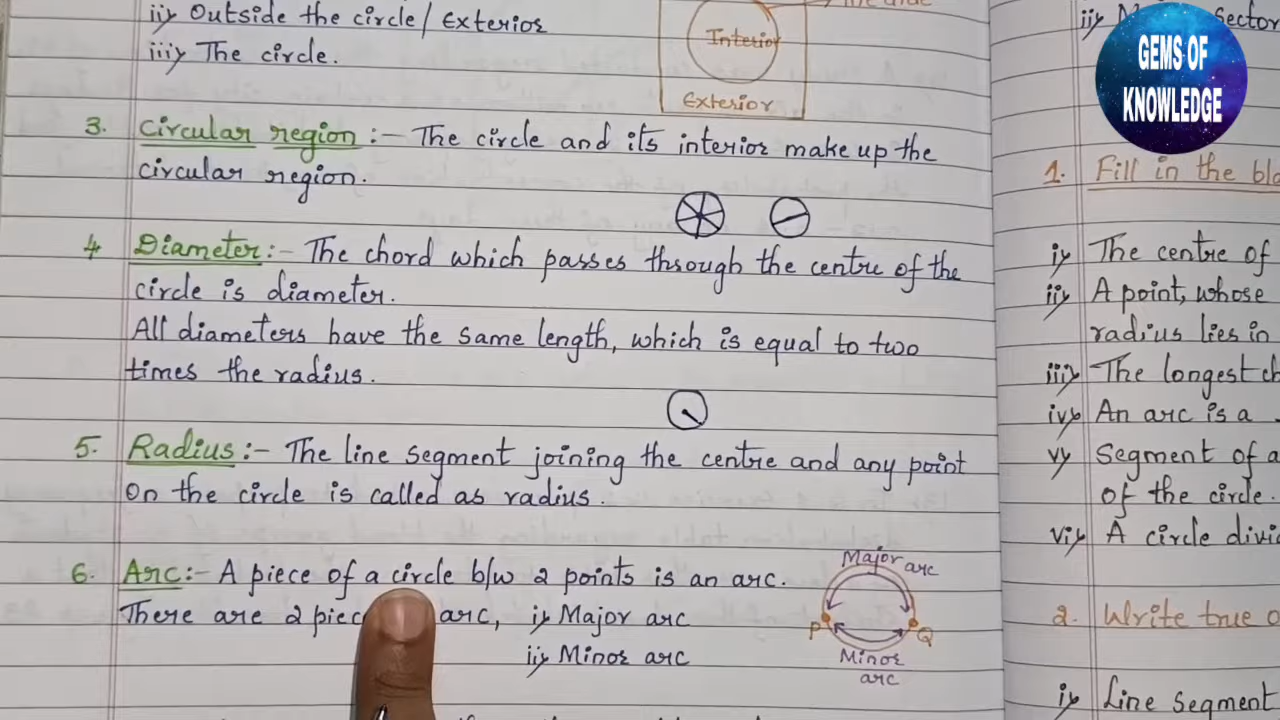 ii) Outside the circle/ Exterior
iii) The circle.
Interior
Exterior
3. Circular region :- The circle and its interior make up the
circular region.
4 Diameter:- The chord which passes through the centre of the
circle is diameter.
All diameters have the same length, which is equal to two
times the radius.
5. Radius:- The line segment joining the centre and any point
on the circle is called as radius.
6. Arc:- A piece of a circle b/w 2 points is an arc.
There are 2 arc, i) Major arc
ii) Minor arc
Major arc
P
Q
Minor
arc
ii) Sector
GEMS OF
KNOWLEDGE
1. Fill in the
i) The centre of
ii) A point, whose
radius lies in
iii) The longest
iv) An arc is a
v) Segment of a
of the circle.
vi) A circle
2. Write true
i) Line segment